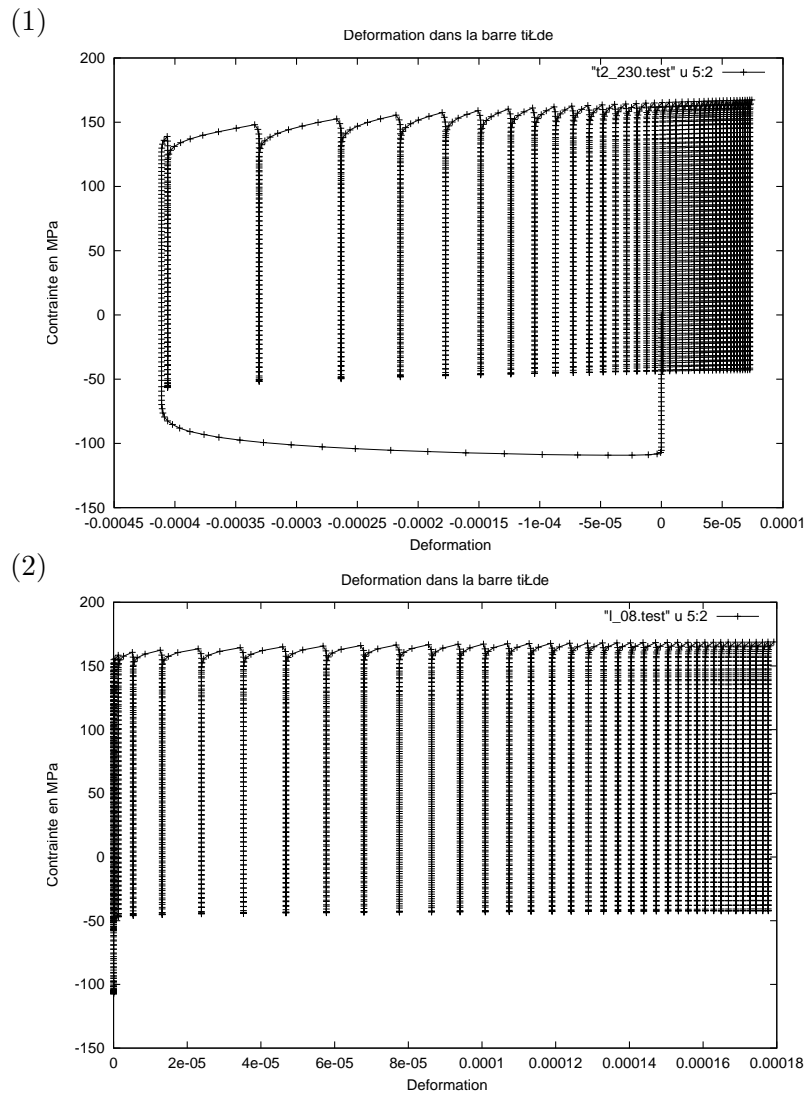 (1)
Deformation dans la barre tiŁde
"t2_230.test" u 5:2
200
150
100
50
0
-50
-100
-150
Contrainte en MPa
-0.00045 -0.0004 -0.00035 -0.0003 -0.00025 -0.0002 -0.00015 -1e-04 -5e-05 0 5e-05 0.0001
Deformation
(2)
Deformation dans la barre tiŁde
"l_08.test" u 5:2
200
150
100
50
0
-50
-100
-150
Contrainte en MPa
0 2e-05 4e-05 6e-05 8e-05 0.0001 0.00012 0.00014 0.00016 0.00018
Deformation